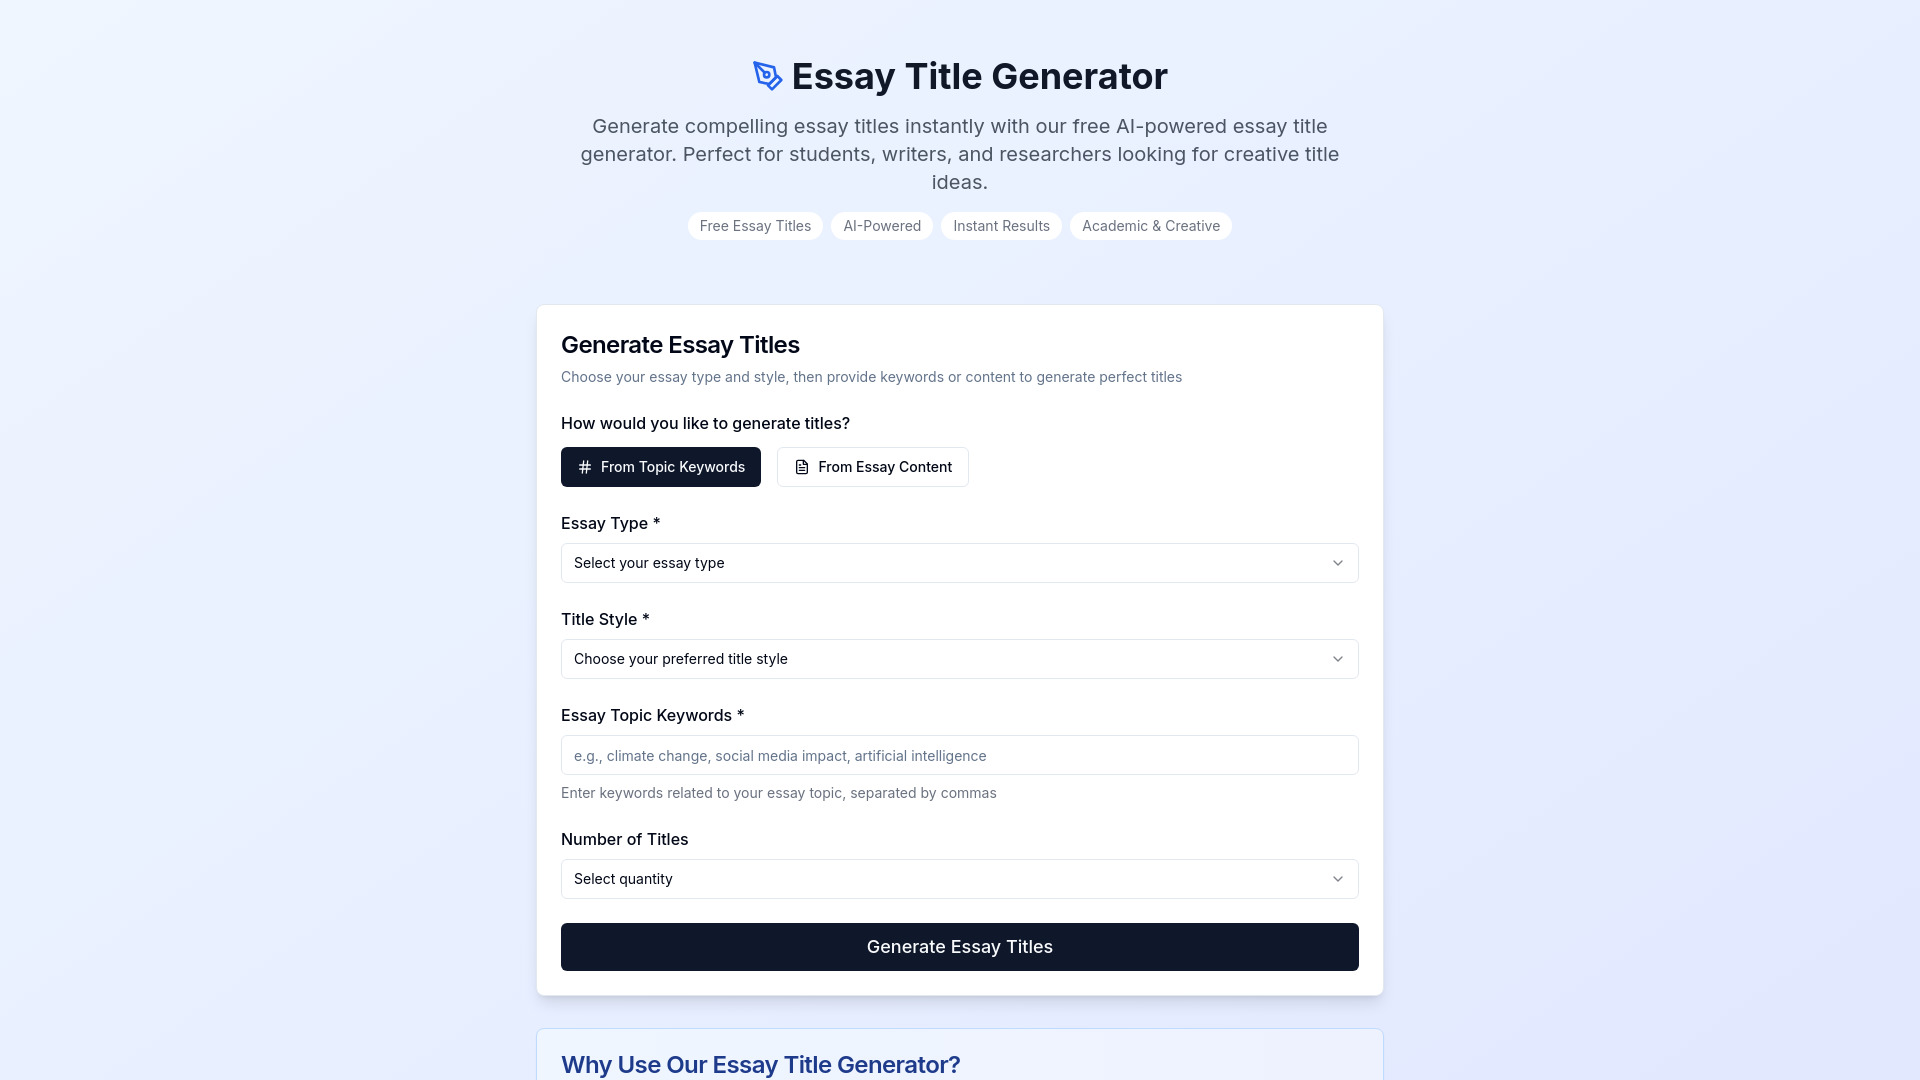 Essay Title Generator
Generate compelling essay titles instantly with our free AI-powered essay title
generator. Perfect for students, writers, and researchers looking for creative title
ideas.
Free Essay Titles
AI-Powered
Instant Results
Academic & Creative
Generate Essay Titles
Choose your essay type and style, then provide keywords or content to generate perfect titles
How would you like to generate titles?
From Topic Keywords
From Essay Content
Essay Type *
Select your essay type
Title Style *
Choose your preferred title style
Essay Topic Keywords *
e.g., climate change, social media impact, artificial intelligence
Enter keywords related to your essay topic, separated by commas
Number of Titles
Select quantity
Generate Essay Titles
Why Use Our Essay Title Generator?